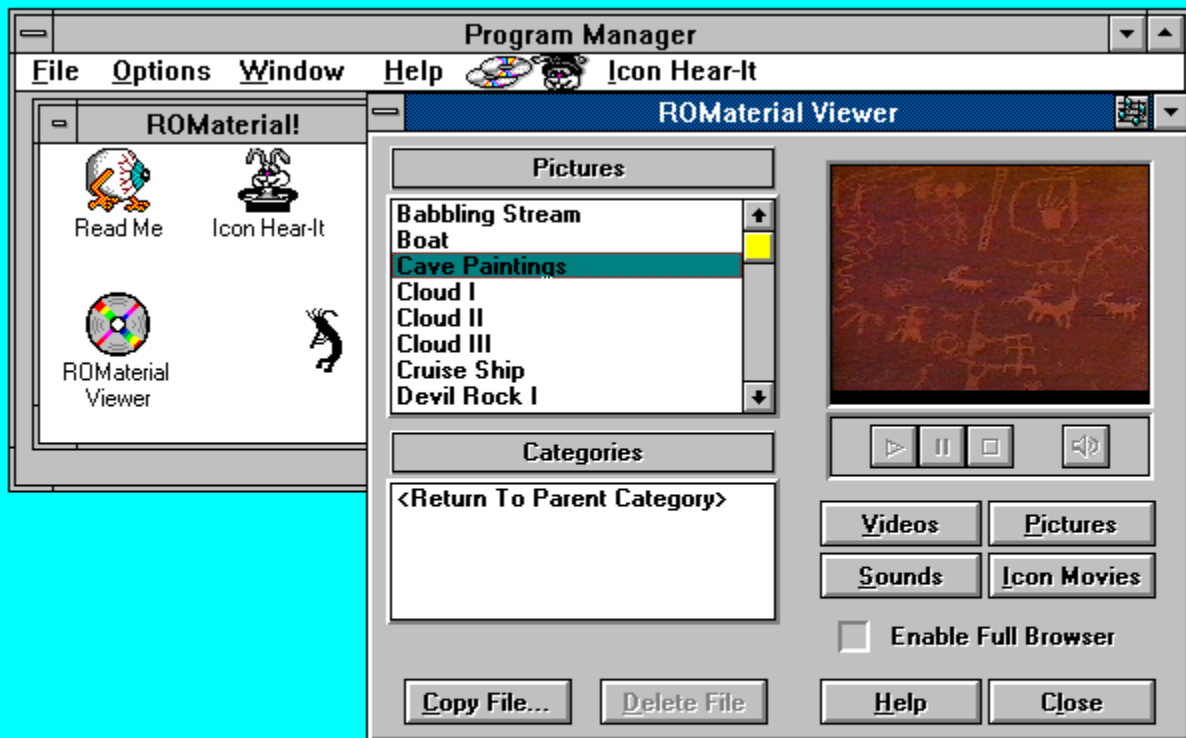 Program Manager
File Options Window Help Icon Hear-It
ROMaterial!
Read Me
Icon Hear-It
ROMaterial
Viewer
ROMaterial Viewer
Pictures
Babbling Stream
Boat
Cave Paintings
Cloud I
Cloud II
Cloud III
Cruise Ship
Devil Rock I
Categories
<Return To Parent Category>
Videos
Pictures
Sounds
Icon Movies
Enable Full Browser
Copy File...
Delete File
Help
Close